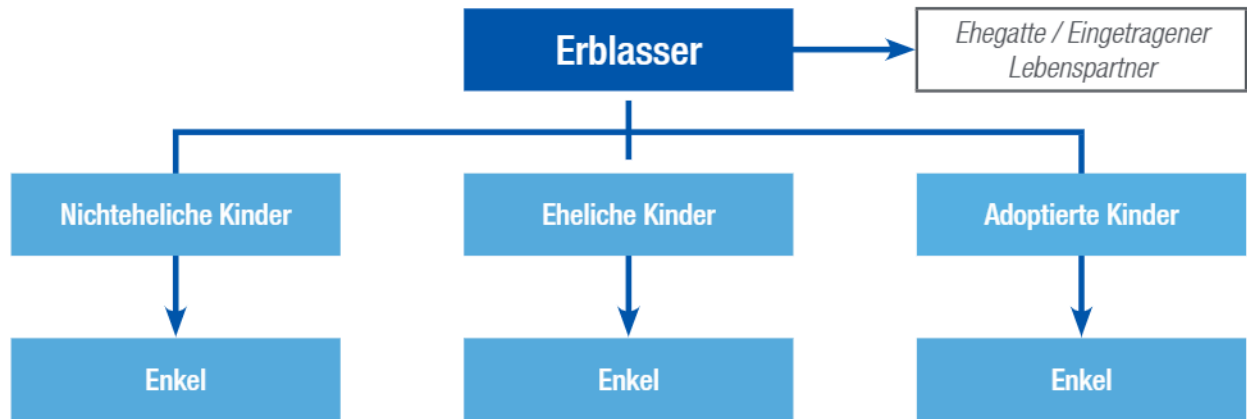 Erblasser
Ehegatte / Eingetragener
Lebenspartner
Nichteheliche Kinder
Eheliche Kinder
Adoptierte Kinder
Enkel
Enkel
Enkel